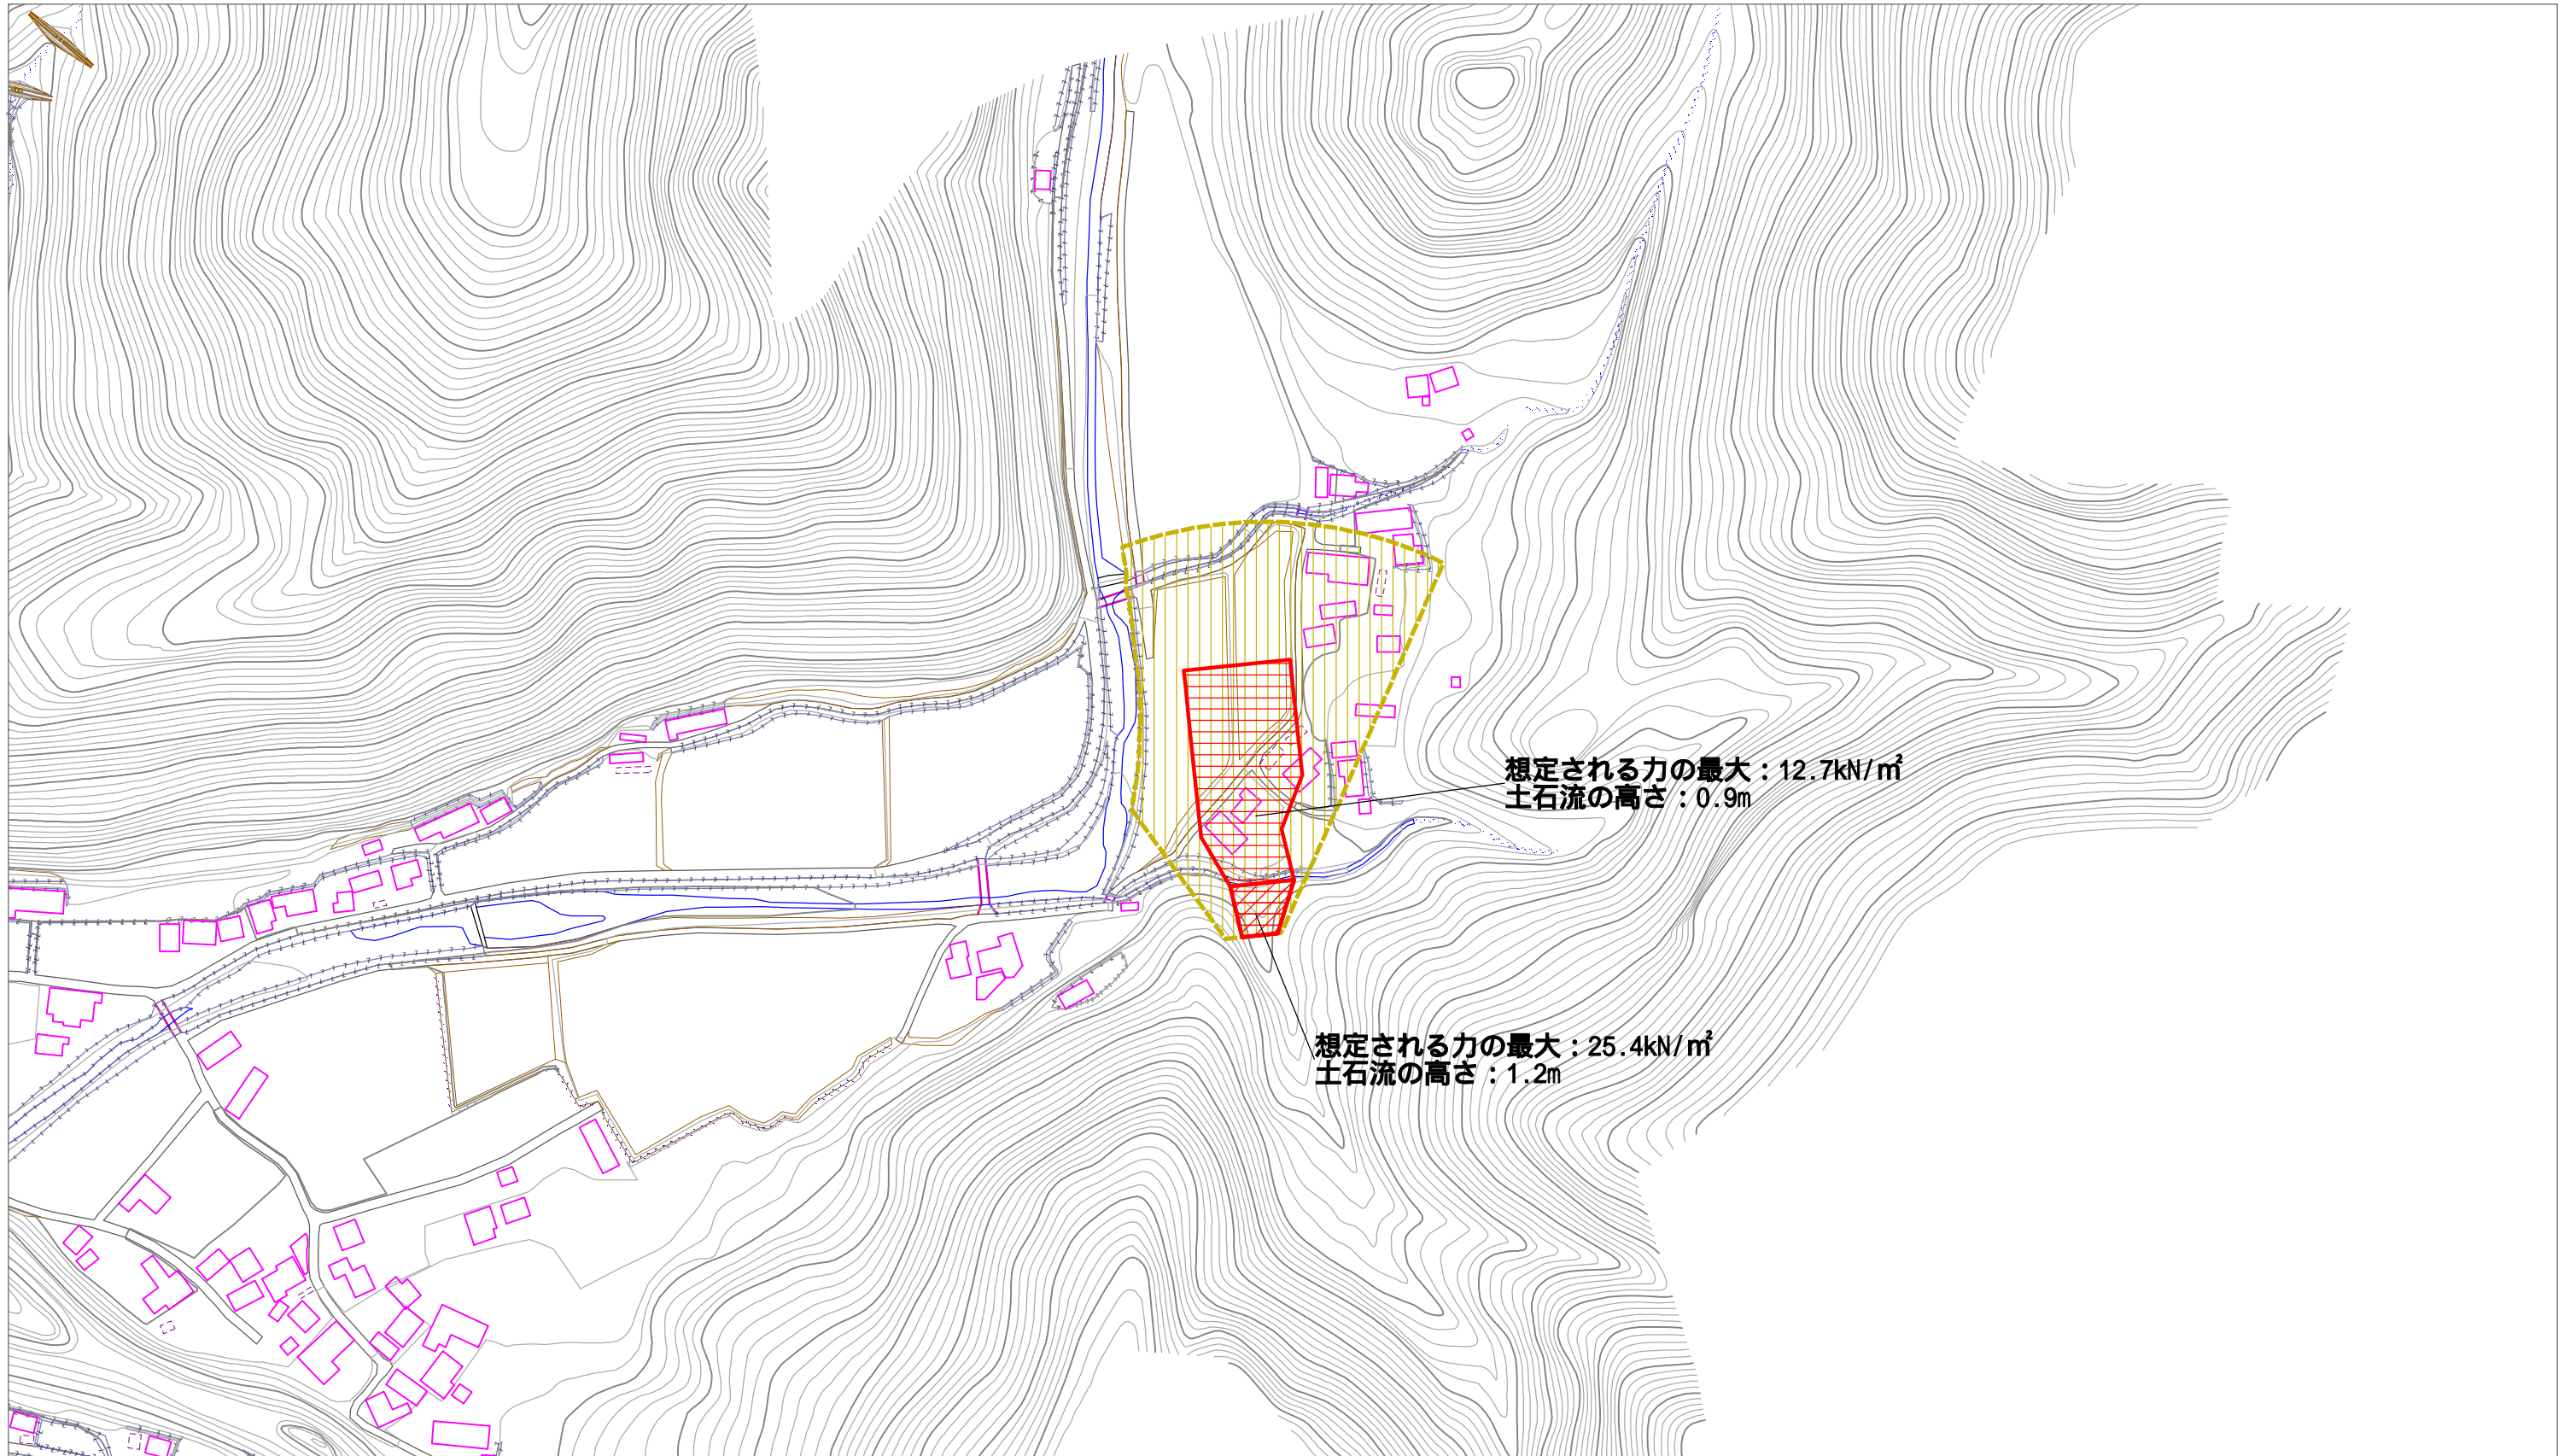 想定される力の最大：12.7kN/㎡
土石流の高さ：0.9m
想定される力の最大：25.4kN/㎡
土石流の高さ：1.2m